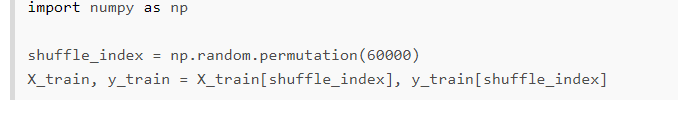 import numpy as np
shuffle_index = np.random.permutation(60000)
X_train, y_train = X_train[shuffle_index], y_train[shuffle_index]